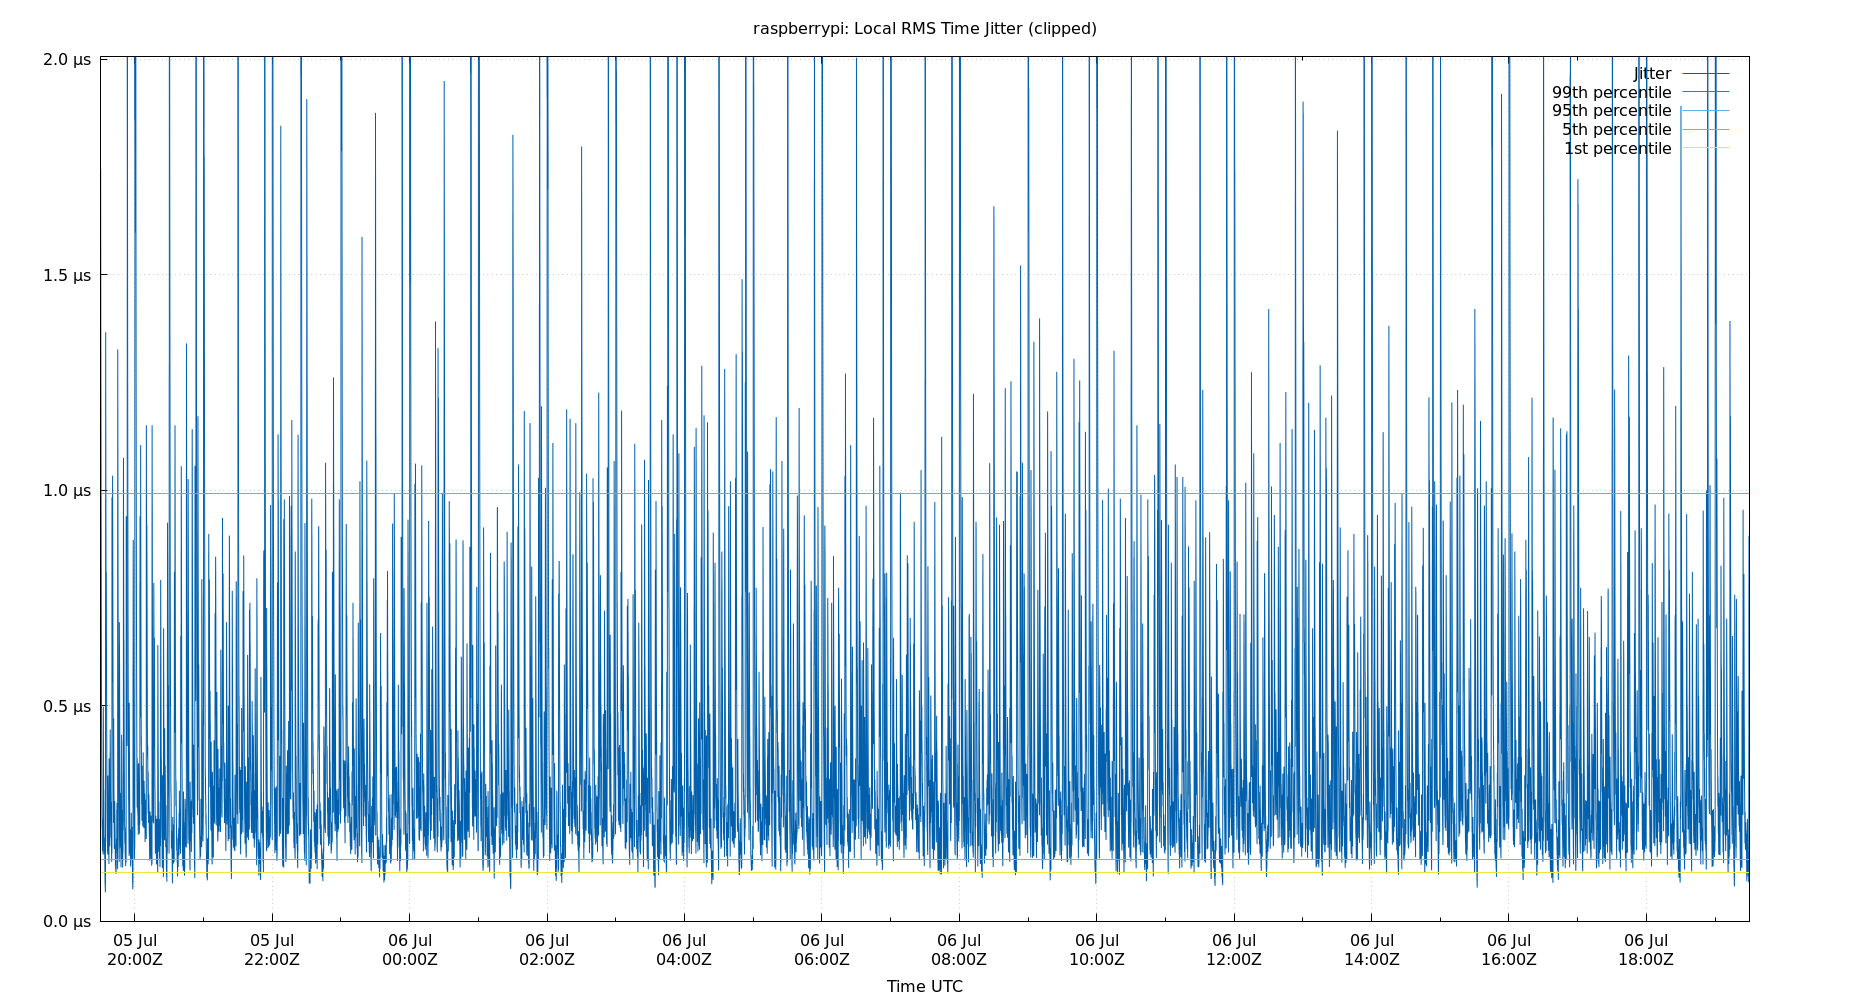 raspberrypi: Local RMS Time Jitter (clipped)
2.0 µs
1.5 µs
1.0 µs
0.5 µs
0.0 µs
Jitter
99th percentile
95th percentile
5th percentile
1st percentile
05 Jul 20:00Z
05 Jul 22:00Z
06 Jul 00:00Z
06 Jul 02:00Z
06 Jul 04:00Z
06 Jul 06:00Z
06 Jul 08:00Z
06 Jul 10:00Z
06 Jul 12:00Z
06 Jul 14:00Z
06 Jul 16:00Z
06 Jul 18:00Z
Time UTC